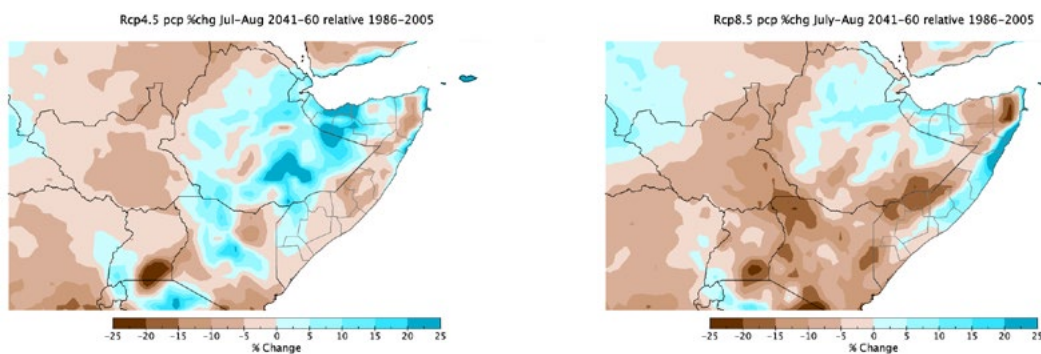 Rcp4.5 pcp %chg Jul-Aug 2041-60 relative 1986-2005
-25 -20 -15 -10 -5 0 5 10 15 20 25
% Change
Rcp8.5 pcp %chg July-Aug 2041-60 relative 1986-2005
-25 -20 -15 -10 -5 0 5 10 15 20 25
% Change